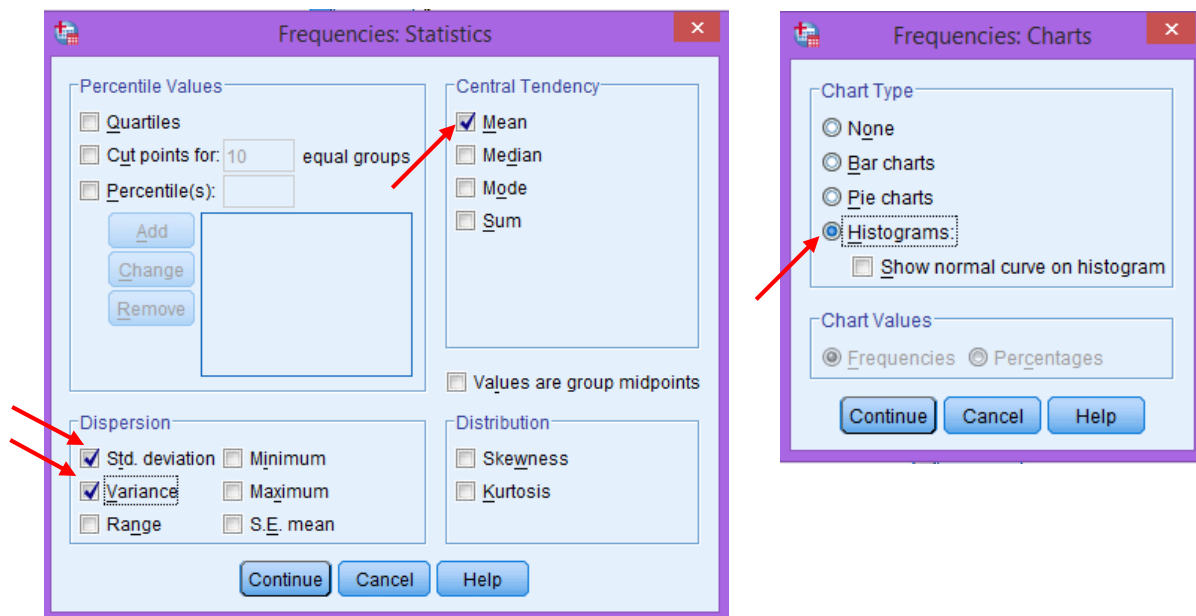 Frequencies: Statistics
Percentile Values
Quartiles
Cut points for: 10 equal groups
Percentile(s):
Add
Change
Remove
Central Tendency
Mean
Median
Mode
Sum
Values are group midpoints
Dispersion
Std. deviation
Minimum
Variance
Maximum
Range
S.E. mean
Distribution
Skewness
Kurtosis
Continue
Cancel
Help
Frequencies: Charts
Chart Type
None
Bar charts
Pie charts
Histograms:
Show normal curve on histogram
Chart Values
Frequencies
Percentages
Continue
Cancel
Help